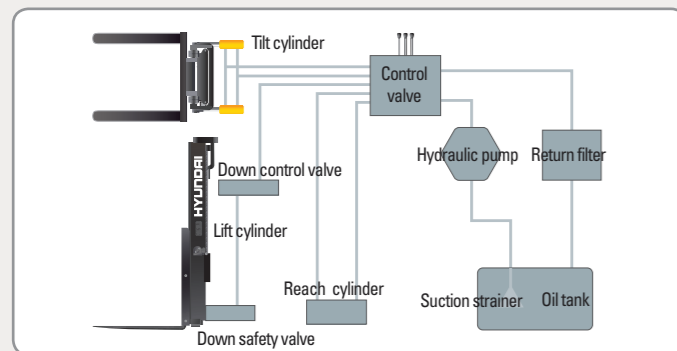 Tilt cylinder
Control
valve
Hydraulic pump
Return filter
Down control valve
HYUNDAI
Lift cylinder
Reach cylinder
Suction strainer
Oil tank
Down safety valve